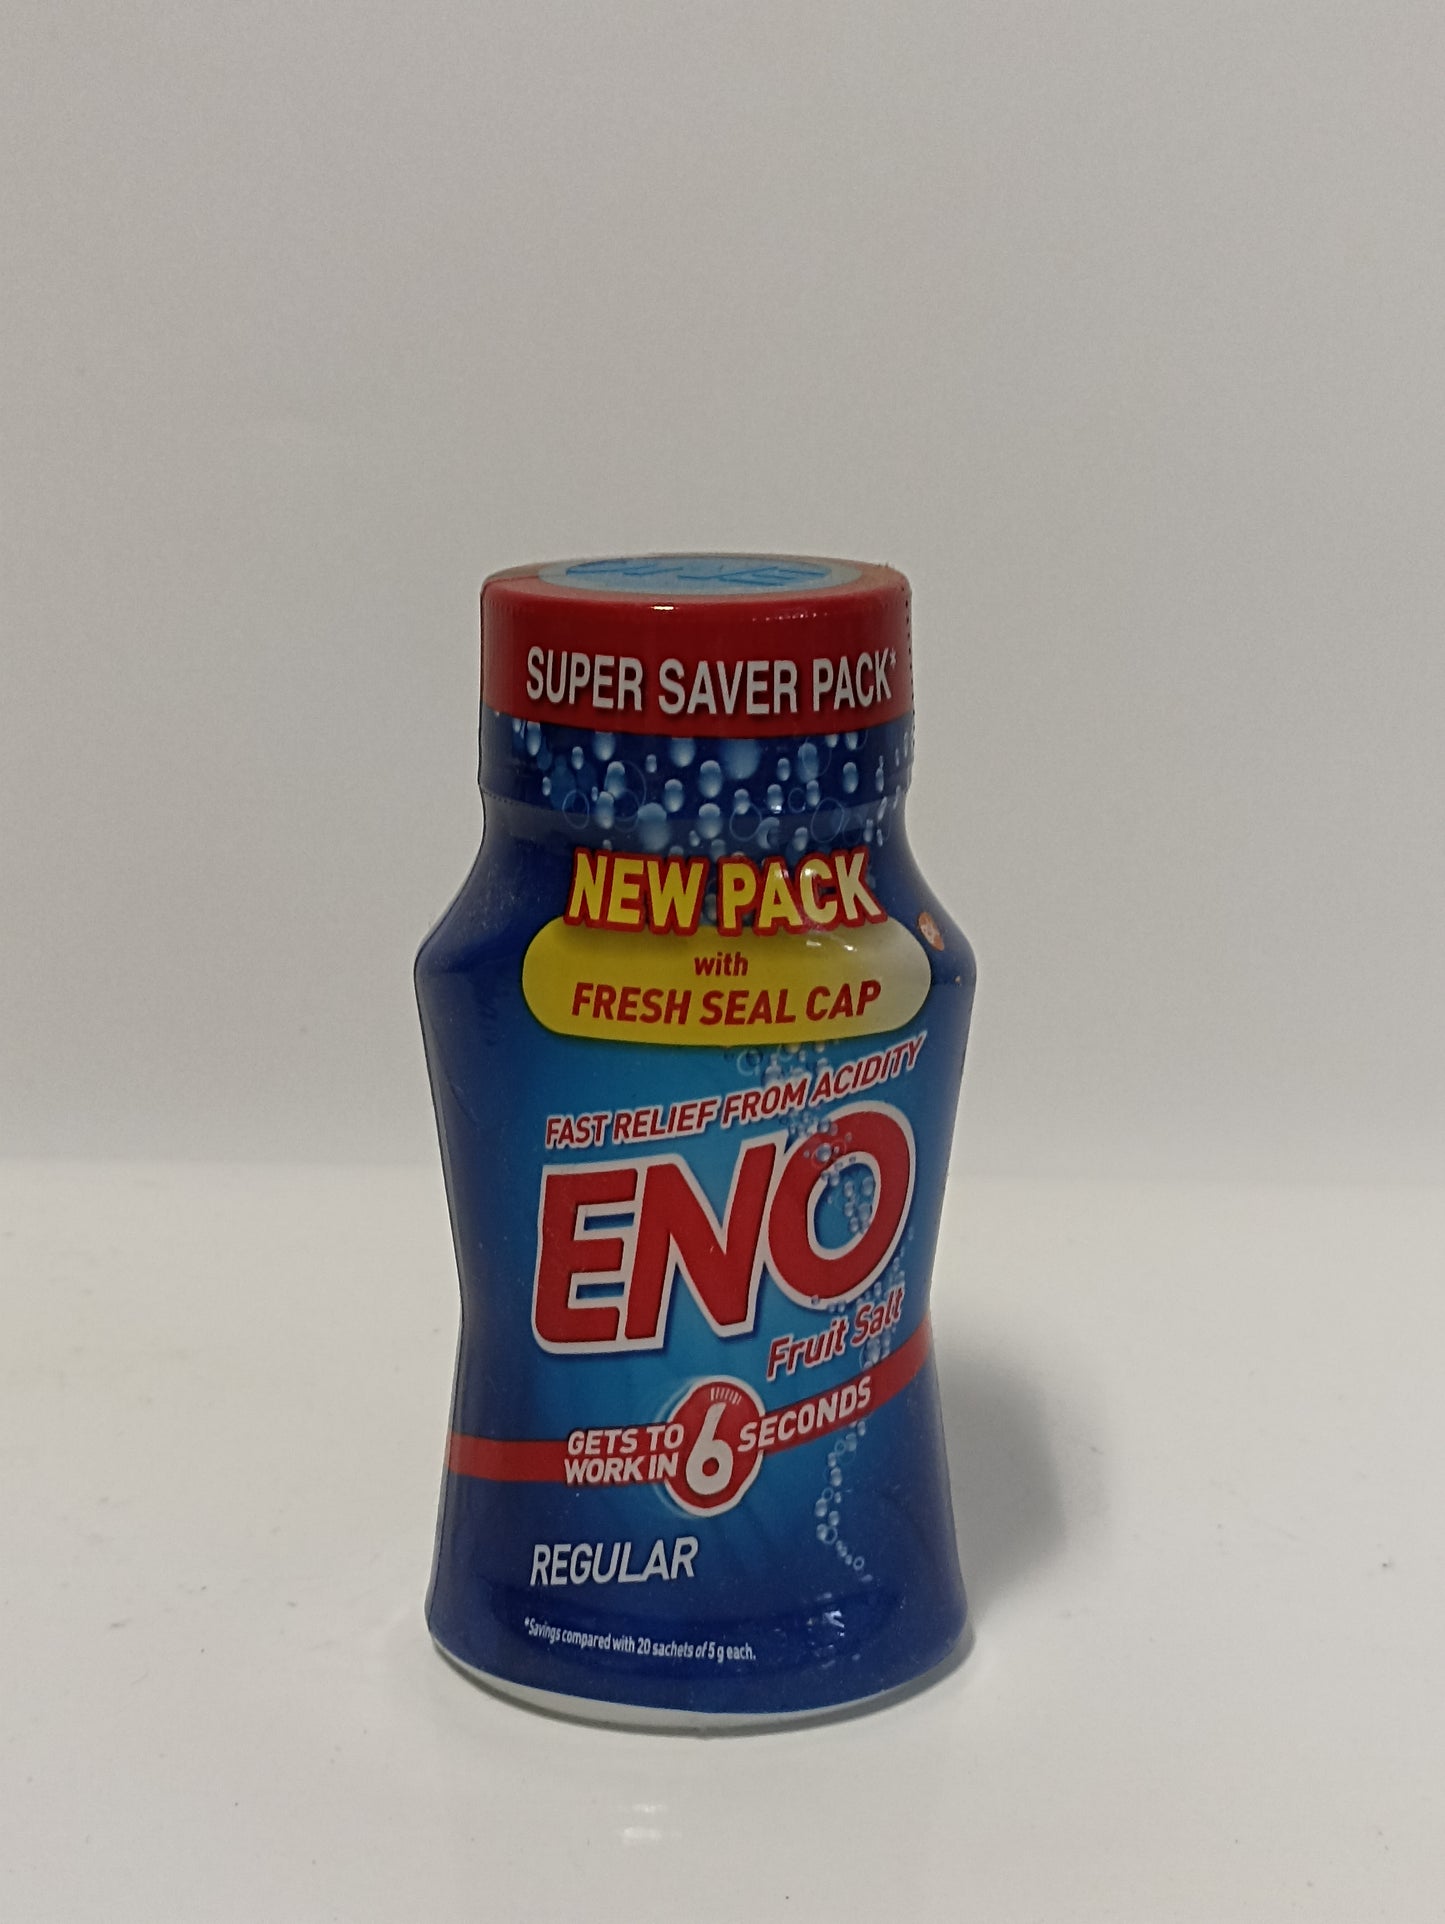 SUPER SAVER PACK*
NEW PACK
with
FRESH SEAL CAP
FAST RELIEF FROM ACIDITY
ENO
Fruit Salt
GETS TO
WORK IN 6 SECONDS
REGULAR
*Savings compared with 20 sachets of 5 g each.